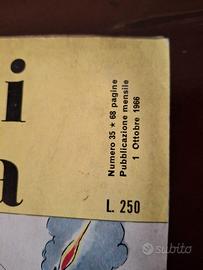 i
a
Numero 35 * 68 pagine
Pubblicazione mensile
1 Ottobre 1966
L. 250
subito